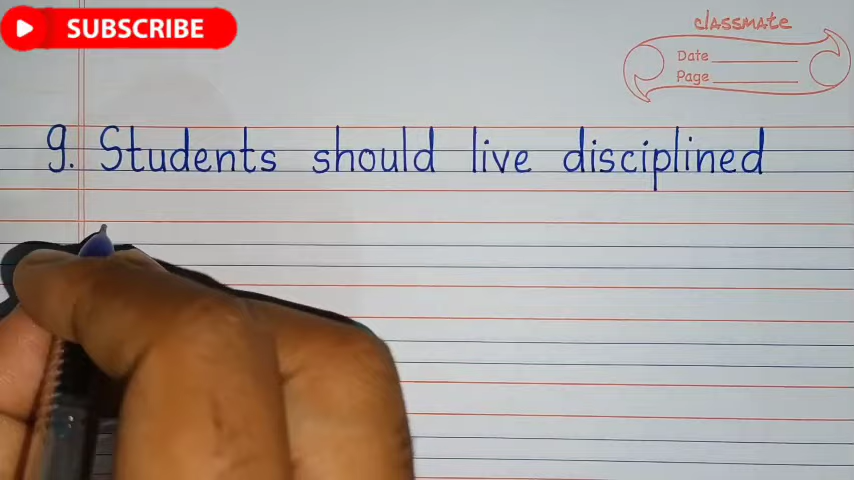 SUBSCRIBE
classmate
Date
Page
9. Students should live disciplined